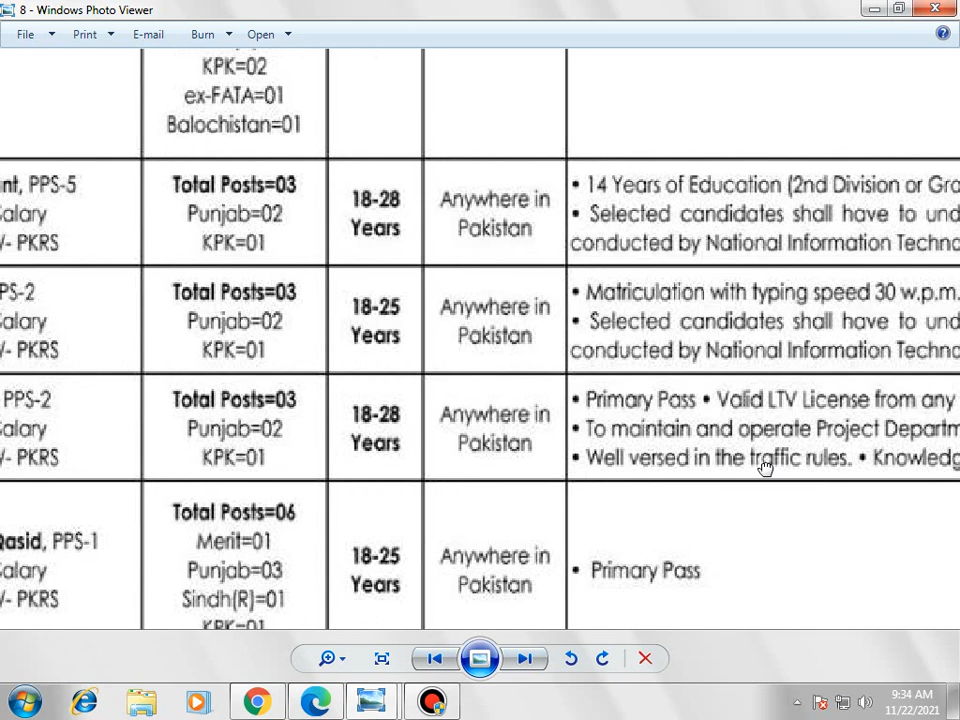 8 - Windows Photo Viewer
File Print E-mail Burn Open
KPK=02
ex-FATA=01
Balochistan=01
nt, PPS-5
alary
/- PKRS
Total Posts=03
Punjab=02
KPK=01
18-28
Years
Anywhere in
Pakistan
• 14 Years of Education (2nd Division or Gra
• Selected candidates shall have to und
conducted by National Information Techno
PS-2
alary
/- PKRS
Total Posts=03
Punjab=02
KPK=01
18-25
Years
Anywhere in
Pakistan
• Matriculation with typing speed 30 w.p.m.
• Selected candidates shall have to und
conducted by National Information Techno
PPS-2
alary
/- PKRS
Total Posts=03
Punjab=02
KPK=01
18-28
Years
Anywhere in
Pakistan
• Primary Pass • Valid LTV License from any
• To maintain and operate Project Departm
• Well versed in the traffic rules. • Knowledg
Qasid, PPS-1
alary
/- PKRS
Total Posts=06
Merit=01
Punjab=03
Sindh(R)=01
KPK=01
18-25
Years
Anywhere in
Pakistan
• Primary Pass
9:34 AM
11/22/2021